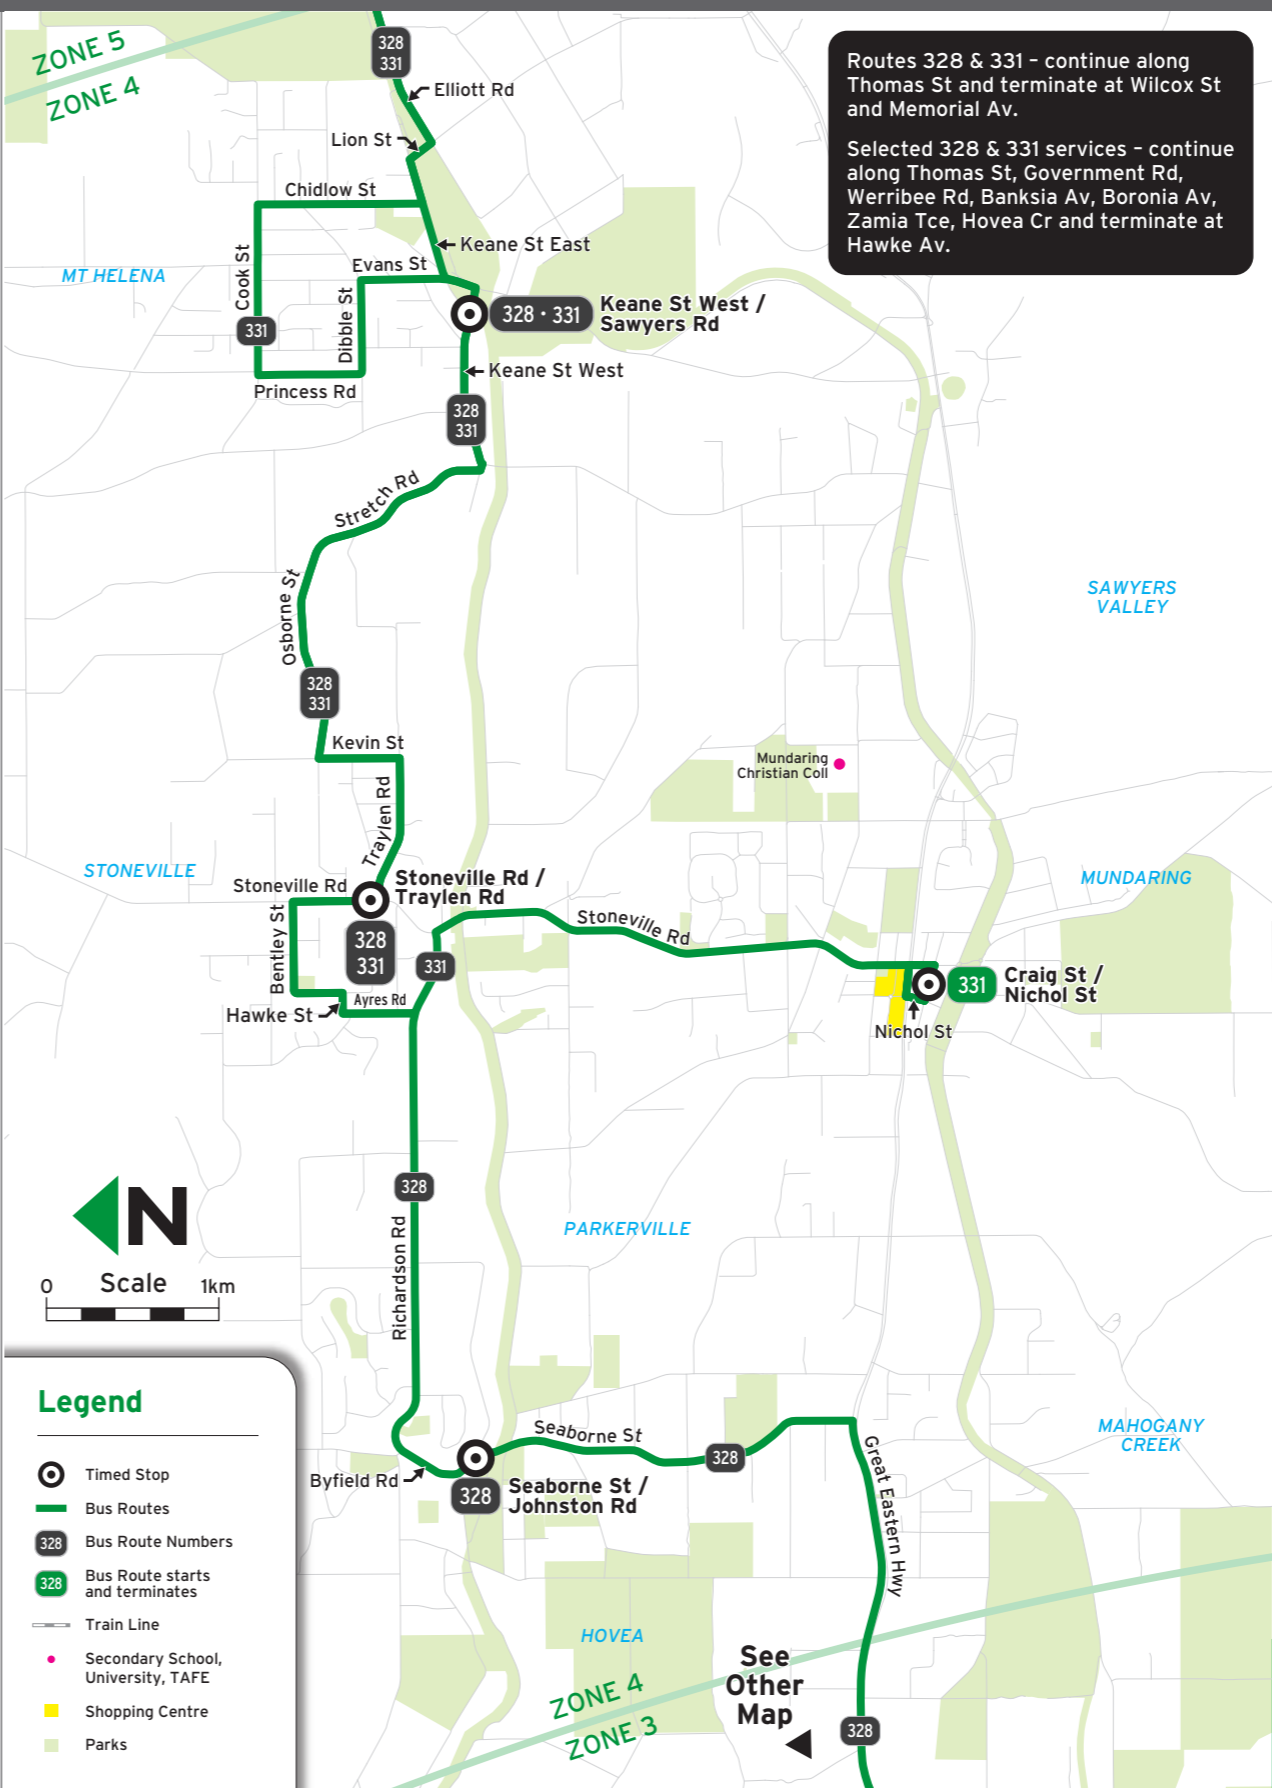 ZONE 5
ZONE 4
328
331
Elliott Rd
Lion St
Chidlow St
Keane St East
Evans St
Cook St
MT HELENA
Dibble St
331
328 · 331
Keane St West /
Sawyers Rd
Keane St West
Princess Rd
328
331
Routes 328 & 331 – continue along
Thomas St and terminate at Wilcox St
and Memorial Av.
Selected 328 & 331 services – continue
along Thomas St, Government Rd,
Werribee Rd, Banksia Av, Boronia Av,
Zamia Tce, Hovea Cr and terminate at
Hawke Av.
Stretch Rd
Osborne St
SAWYERS
VALLEY
328
331
Kevin St
Mundaring
Christian Coll
Traylen Rd
STONEVILLE
Stoneville Rd
Stoneville Rd /
Traylen Rd
MUNDARING
Bentley St
328
331
Stoneville Rd
331
331
Craig St /
Nichol St
Ayres Rd
Hawke St
Nichol St
N
328
PARKERVILLE
Richardson Rd
0
Scale
1km
Seaborne St
328
MAHOGANY
CREEK
Great Eastern Hwy
Byfield Rd
328
Seaborne St /
Johnston Rd
HOVEA
ZONE 4
ZONE 3
See
Other
Map
328
Legend
Timed Stop
Bus Routes
328
Bus Route Numbers
328
Bus Route starts
and terminates
Train Line
Secondary School,
University, TAFE
Shopping Centre
Parks